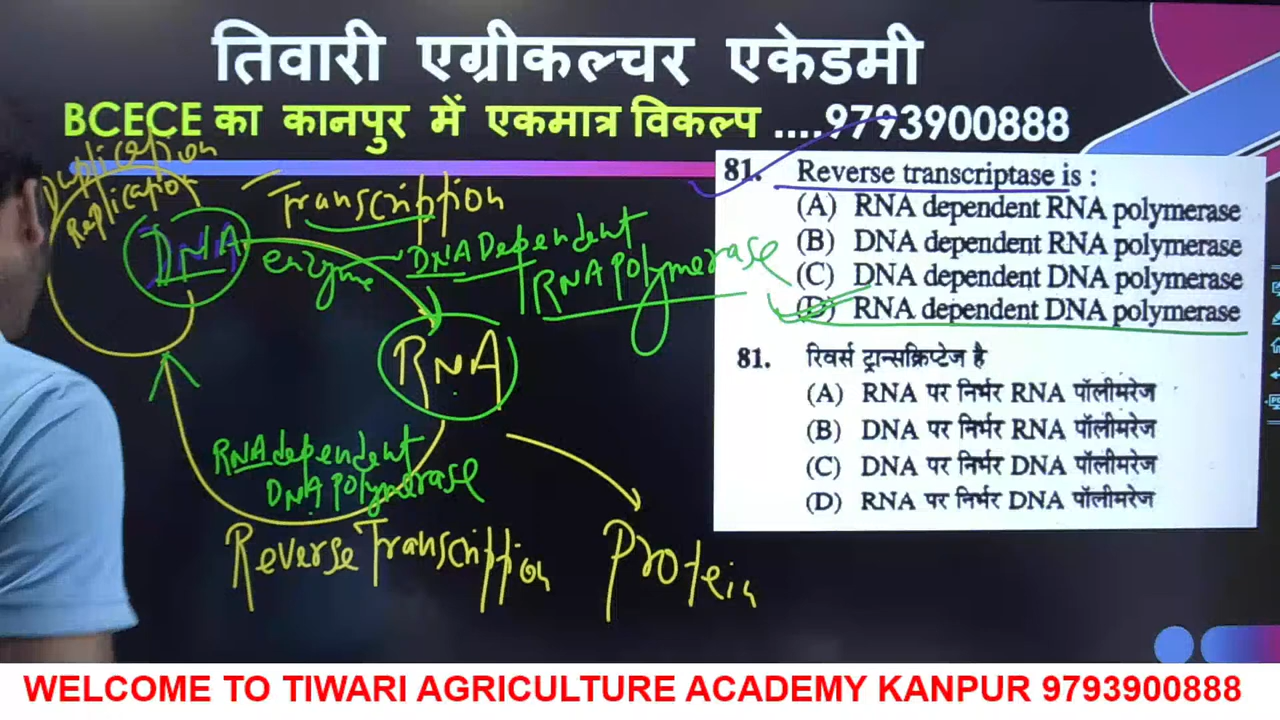 तिवारी एग्रीकल्चर एकेडमी
BCECE का कानपुर में एकमात्र विकल्प ....9793900888
Duplication
Replication
Transcription
DNA
enzyme
DNA Dependent
RNA Polymerase
RNA
RNA dependent
DNA Polymerase
Reverse Transcription
Protein
81. Reverse transcriptase is :
(A) RNA dependent RNA polymerase
(B) DNA dependent RNA polymerase
(C) DNA dependent DNA polymerase
(D) RNA dependent DNA polymerase
81. रिवर्स ट्रान्सक्रिप्टेज है
(A) RNA पर निर्भर RNA पॉलीमरेज
(B) DNA पर निर्भर RNA पॉलीमरेज
(C) DNA पर निर्भर DNA पॉलीमरेज
(D) RNA पर निर्भर DNA पॉलीमरेज
WELCOME TO TIWARI AGRICULTURE ACADEMY KANPUR 9793900888